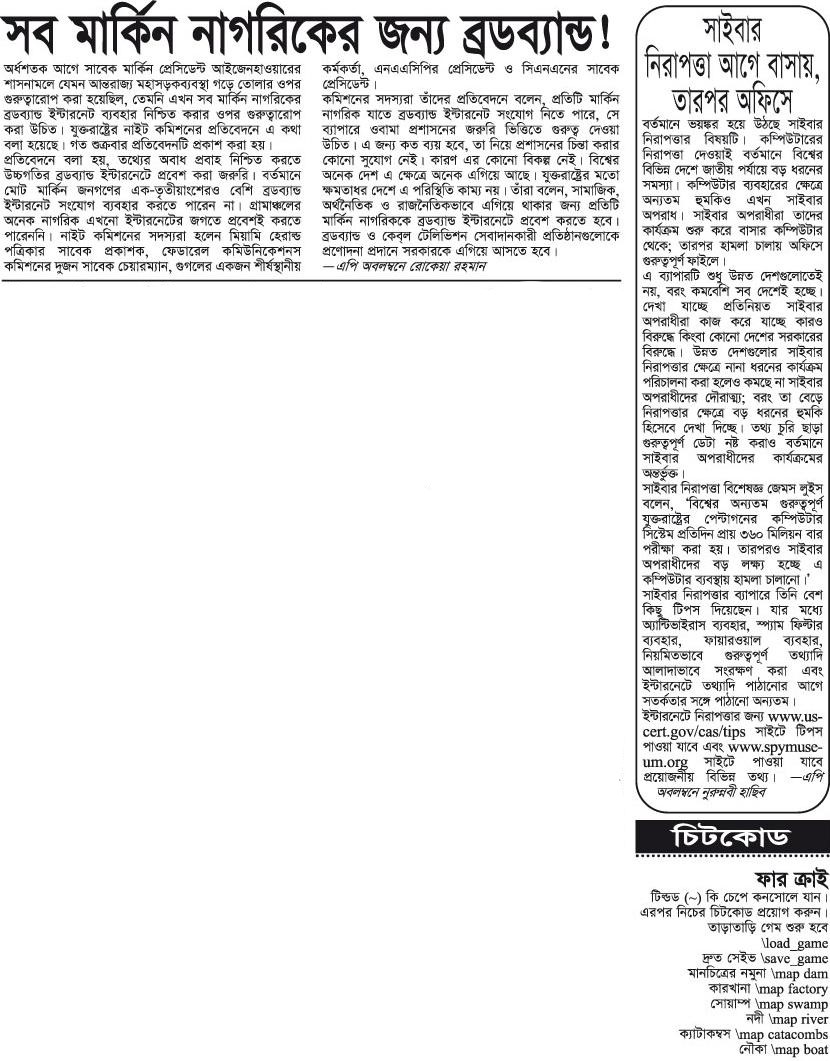 সব মার্কিন নাগরিকের জন্য ব্রডব্যান্ড!
অর্ধশতক আগে সাবেক মার্কিন প্রেসিডেন্ট আইজেনহাওয়ারের
শাসনামলে যেমন আন্তরাজ্য মহাসড়কব্যবস্থা গড়ে তোলার ওপর
গুরুত্বারোপ করা হয়েছিল, তেমনি এখন সব মার্কিন নাগরিকের
ব্রডব্যান্ড ইন্টারনেট ব্যবহার নিশ্চিত করার ওপর গুরুত্বারোপ
করা উচিত। যুক্তরাষ্ট্রের নাইট কমিশনের প্রতিবেদনে এ কথা
বলা হয়েছে। গত শুক্রবার প্রতিবেদনটি প্রকাশ করা হয়।
প্রতিবেদনে বলা হয়, তথ্যের অবাধ প্রবাহ নিশ্চিত করতে
উচ্চগতির ব্রডব্যান্ড ইন্টারনেটে প্রবেশ করা জরুরি। বর্তমানে
মোট মার্কিন জনগণের এক-তৃতীয়াংশেরও বেশি ব্রডব্যান্ড
ইন্টারনেট সংযোগ ব্যবহার করতে পারেন না। গ্রামাঞ্চলের
অনেক নাগরিক এখনো ইন্টারনেটের জগতে প্রবেশই করতে
পারেননি। নাইট কমিশনের সদস্যরা হলেন মিয়ামি হেরাল্ড
পত্রিকার সাবেক প্রকাশক, ফেডারেল কমিউনিকেশনস
কমিশনের দুজন সাবেক চেয়ারম্যান, গুগলের একজন শীর্ষস্থানীয়
কর্মকর্তা, এনএএসিপির প্রেসিডেন্ট ও সিএনএনের সাবেক
প্রেসিডেন্ট।
কমিশনের সদস্যরা তাঁদের প্রতিবেদনে বলেন, প্রতিটি মার্কিন
নাগরিক যাতে ব্রডব্যান্ড ইন্টারনেট সংযোগ নিতে পারে, সে
ব্যাপারে ওবামা প্রশাসনের জরুরি ভিত্তিতে গুরুত্ব দেওয়া
উচিত। এ জন্য কত ব্যয় হবে, তা নিয়ে প্রশাসনের চিন্তা করার
কোনো সুযোগ নেই। কারণ এর কোনো বিকল্প নেই। বিশ্বের
অনেক দেশ এ ক্ষেত্রে অনেক এগিয়ে আছে। যুক্তরাষ্ট্রের মতো
ক্ষমতাধর দেশে এ পরিস্থিতি কাম্য নয়। তাঁরা বলেন, সামাজিক,
অর্থনৈতিক ও রাজনৈতিকভাবে এগিয়ে থাকার জন্য প্রতিটি
মার্কিন নাগরিককে ব্রডব্যান্ড ইন্টারনেটে প্রবেশ করতে হবে।
ব্রডব্যান্ড ও কেব্‌ল টেলিভিশন সেবাদানকারী প্রতিষ্ঠানগুলোকে
প্রণোদনা প্রদানে সরকারকে এগিয়ে আসতে হবে।
—এপি অবলম্বনে রোকেয়া রহমান
সাইবার
নিরাপত্তা আগে বাসায়,
তারপর অফিসে
বর্তমানে ভয়ঙ্কর হয়ে উঠছে সাইবার
নিরাপত্তার বিষয়টি। কম্পিউটারের
নিরাপত্তা দেওয়াই বর্তমানে বিশ্বের
বিভিন্ন দেশে জাতীয় পর্যায়ে বড় ধরনের
সমস্যা। কম্পিউটার ব্যবহারের ক্ষেত্রে
অন্যতম হুমকিও এখন সাইবার
অপরাধ। সাইবার অপরাধীরা তাদের
কার্যক্রম শুরু করে বাসার কম্পিউটার
থেকে; তারপর হামলা চালায় অফিসে
গুরুত্বপূর্ণ ফাইলে।
এ ব্যাপারটি শুধু উন্নত দেশগুলোতেই
নয়, বরং কমবেশি সব দেশেই হচ্ছে।
দেখা যাচ্ছে প্রতিনিয়ত সাইবার
অপরাধীরা কাজ করে যাচ্ছে কারও
বিরুদ্ধে কিংবা কোনো দেশের সরকারের
বিরুদ্ধে। উন্নত দেশগুলোর সাইবার
নিরাপত্তার ক্ষেত্রে নানা ধরনের কার্যক্রম
পরিচালনা করা হলেও কমছে না সাইবার
অপরাধীদের দৌরাত্ম্য; বরং তা বেড়ে
নিরাপত্তার ক্ষেত্রে বড় ধরনের হুমকি
হিসেবে দেখা দিচ্ছে। তথ্য চুরি ছাড়া
গুরুত্বপূর্ণ ডেটা নষ্ট করাও বর্তমানে
সাইবার অপরাধীদের কার্যক্রমের
অন্তর্ভুক্ত।
সাইবার নিরাপত্তা বিশেষজ্ঞ জেমস লুইস
বলেন, ‘বিশ্বের অন্যতম গুরুত্বপূর্ণ
যুক্তরাষ্ট্রের পেন্টাগনের কম্পিউটার
সিস্টেম প্রতিদিন প্রায় ৩৬০ মিলিয়ন বার
পরীক্ষা করা হয়। তারপরও সাইবার
অপরাধীদের বড় লক্ষ্য হচ্ছে এ
কম্পিউটার ব্যবস্থায় হামলা চালানো।’
সাইবার নিরাপত্তার ব্যাপারে তিনি বেশ
কিছু টিপস দিয়েছেন। যার মধ্যে
অ্যান্টিভাইরাস ব্যবহার, স্প্যাম ফিল্টার
ব্যবহার, ফায়ারওয়াল ব্যবহার,
নিয়মিতভাবে গুরুত্বপূর্ণ তথ্যাদি
আলাদাভাবে সংরক্ষণ করা এবং
ইন্টারনেটে তথ্যাদি পাঠানোর আগে
সতর্কতার সঙ্গে পাঠানো অন্যতম।
ইন্টারনেটে নিরাপত্তার জন্য www.us-
cert.gov/cas/tips সাইটে টিপস
পাওয়া যাবে এবং www.spymuse-
um.org সাইটে পাওয়া যাবে
প্রয়োজনীয় বিভিন্ন তথ্য। —এপি
অবলম্বনে নুরুন্নবী হাছিব
চিটকোড
ফার ক্রাই
টিল্ডড (~) কি চেপে কনসোলে যান।
এরপর নিচের চিটকোড প্রয়োগ করুন।
তাড়াতাড়ি গেম শুরু হবে
\load_game
দ্রুত সেইভ \save_game
মানচিত্রের নমুনা \map dam
কারখানা \map factory
সোয়াম্প \map swamp
নদী \map river
ক্যাটাকম্বস \map catacombs
নৌকা \map boat